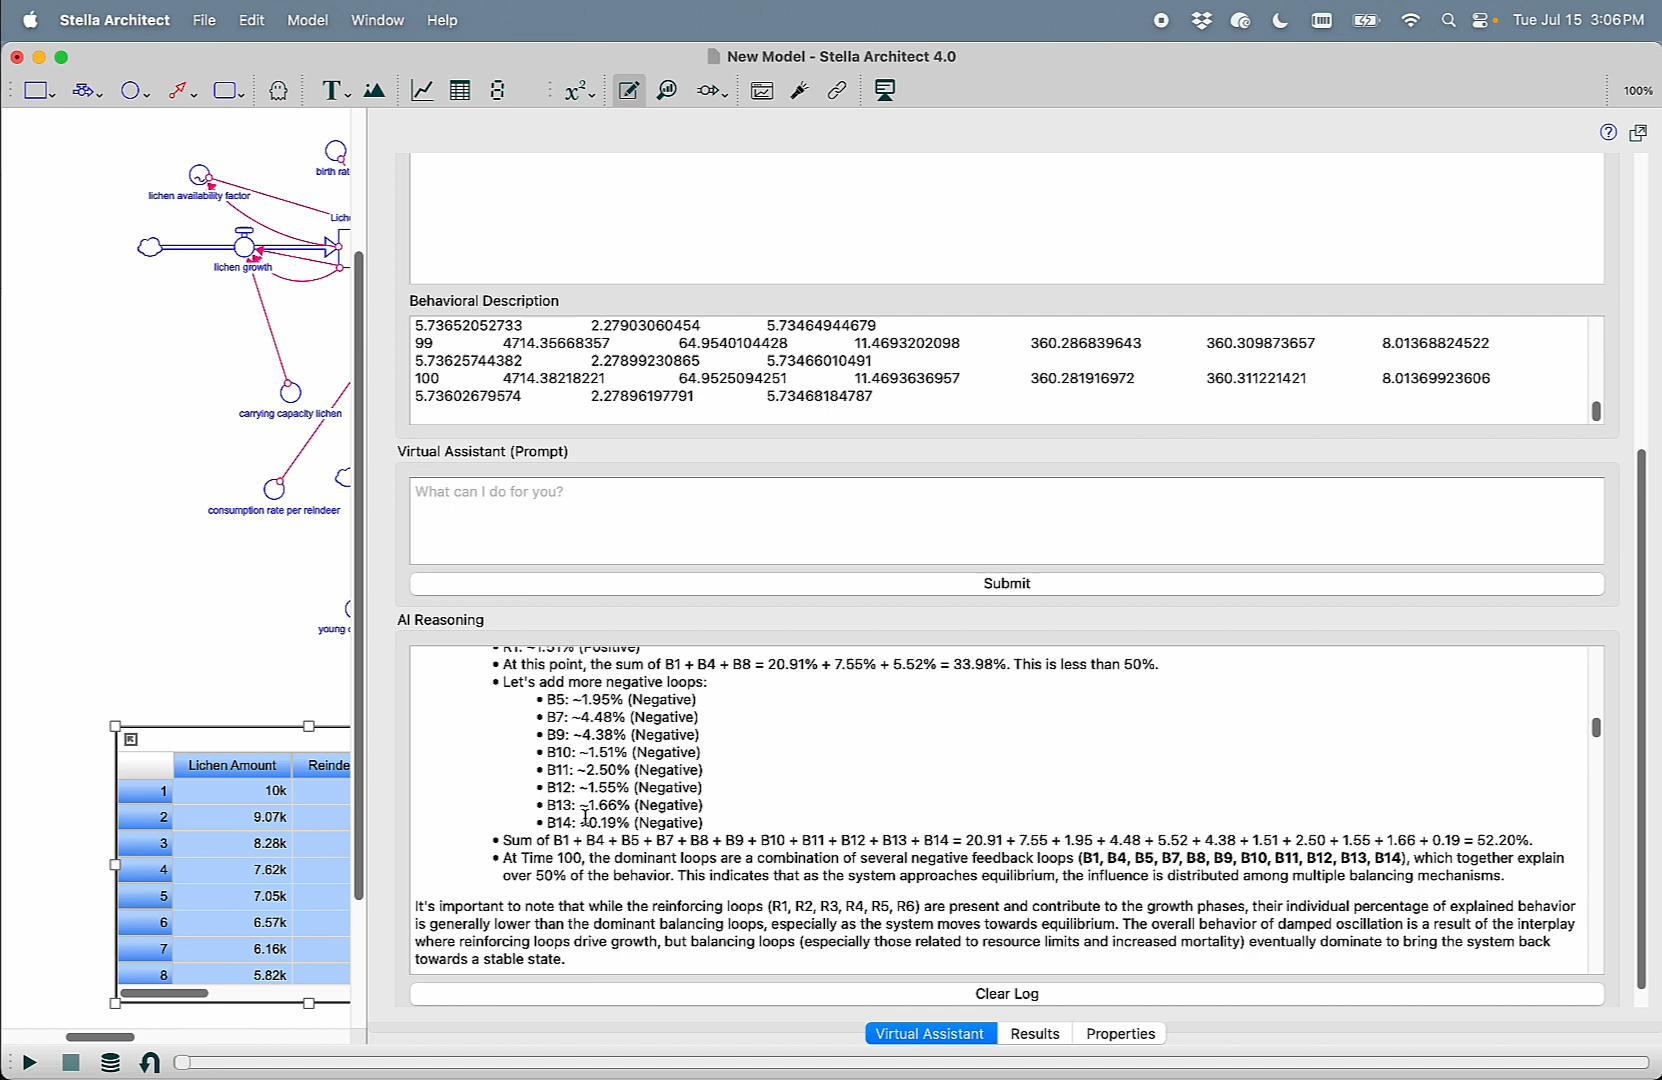 Stella Architect File Edit Model Window Help Tue Jul 15 3:06 PM
New Model - Stella Architect 4.0
T x² 100%
?
birth rat
lichen availability factor
Liche
lichen growth
carrying capacity lichen
consumption rate per reindeer
young
Lichen Amount Reinde
1 10k
2 9.07k
3 8.28k
4 7.62k
5 7.05k
6 6.57k
7 6.16k
8 5.82k
Behavioral Description
5.73652052733 2.27903060454 5.73464944679
99 4714.35668357 64.9540104428 11.4693202098 360.286839643 360.309873657 8.01368824522
5.73625744382 2.27899230865 5.73466010491
100 4714.38218221 64.9525094251 11.4693636957 360.281916972 360.311221421 8.01369923606
5.73602679574 2.27896197791 5.73468184787
Virtual Assistant (Prompt)
What can I do for you?
Submit
AI Reasoning
• R1: ~1.51% (Positive)
• At this point, the sum of B1 + B4 + B8 = 20.91% + 7.55% + 5.52% = 33.98%. This is less than 50%.
• Let's add more negative loops:
• B5: ~1.95% (Negative)
• B7: ~4.48% (Negative)
• B9: ~4.38% (Negative)
• B10: ~1.51% (Negative)
• B11: ~2.50% (Negative)
• B12: ~1.55% (Negative)
• B13: ~1.66% (Negative)
• B14: ~0.19% (Negative)
• Sum of B1 + B4 + B5 + B7 + B8 + B9 + B10 + B11 + B12 + B13 + B14 = 20.91 + 7.55 + 1.95 + 4.48 + 5.52 + 4.38 + 1.51 + 2.50 + 1.55 + 1.66 + 0.19 = 52.20%.
• At Time 100, the dominant loops are a combination of several negative feedback loops (B1, B4, B5, B7, B8, B9, B10, B11, B12, B13, B14), which together explain
over 50% of the behavior. This indicates that as the system approaches equilibrium, the influence is distributed among multiple balancing mechanisms.
It's important to note that while the reinforcing loops (R1, R2, R3, R4, R5, R6) are present and contribute to the growth phases, their individual percentage of explained behavior
is generally lower than the dominant balancing loops, especially as the system moves towards equilibrium. The overall behavior of damped oscillation is a result of the interplay
where reinforcing loops drive growth, but balancing loops (especially those related to resource limits and increased mortality) eventually dominate to bring the system back
towards a stable state.
Clear Log
Virtual Assistant Results Properties